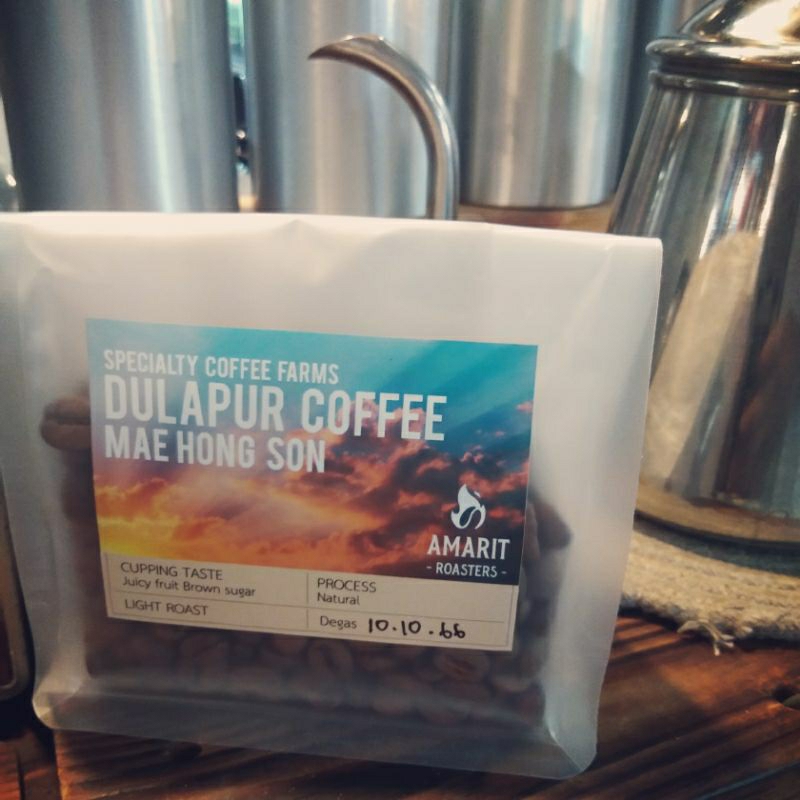 SPECIALTY COFFEE FARMS
DULAPUR COFFEE
MAE HONG SON
AMARIT
- ROASTERS -
CUPPING TASTE
Juicy fruit Brown sugar
LIGHT ROAST
PROCESS
Natural
Degas 10.10.66